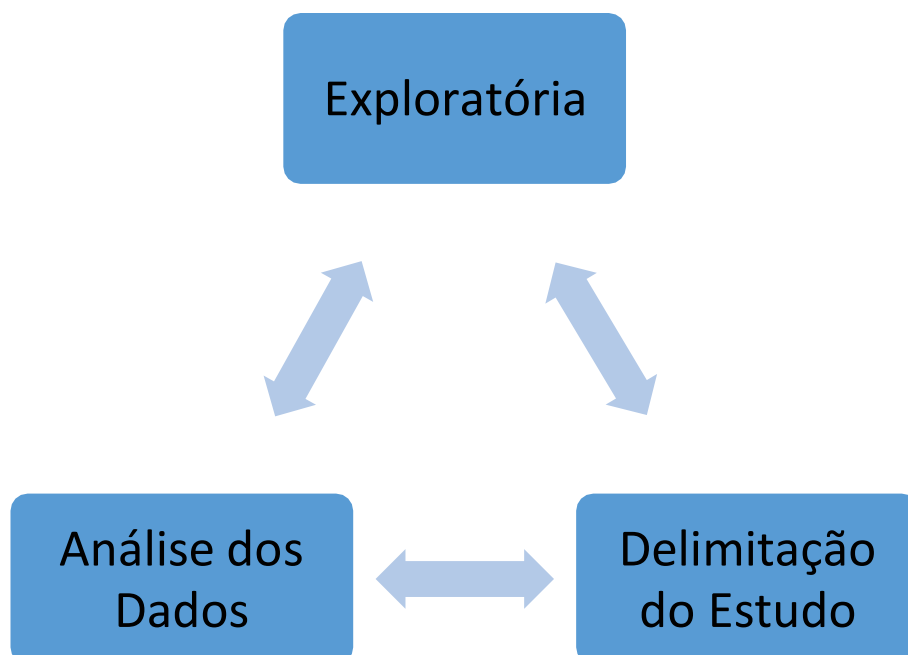 Exploratória
Análise dos
Dados
Delimitação
do Estudo